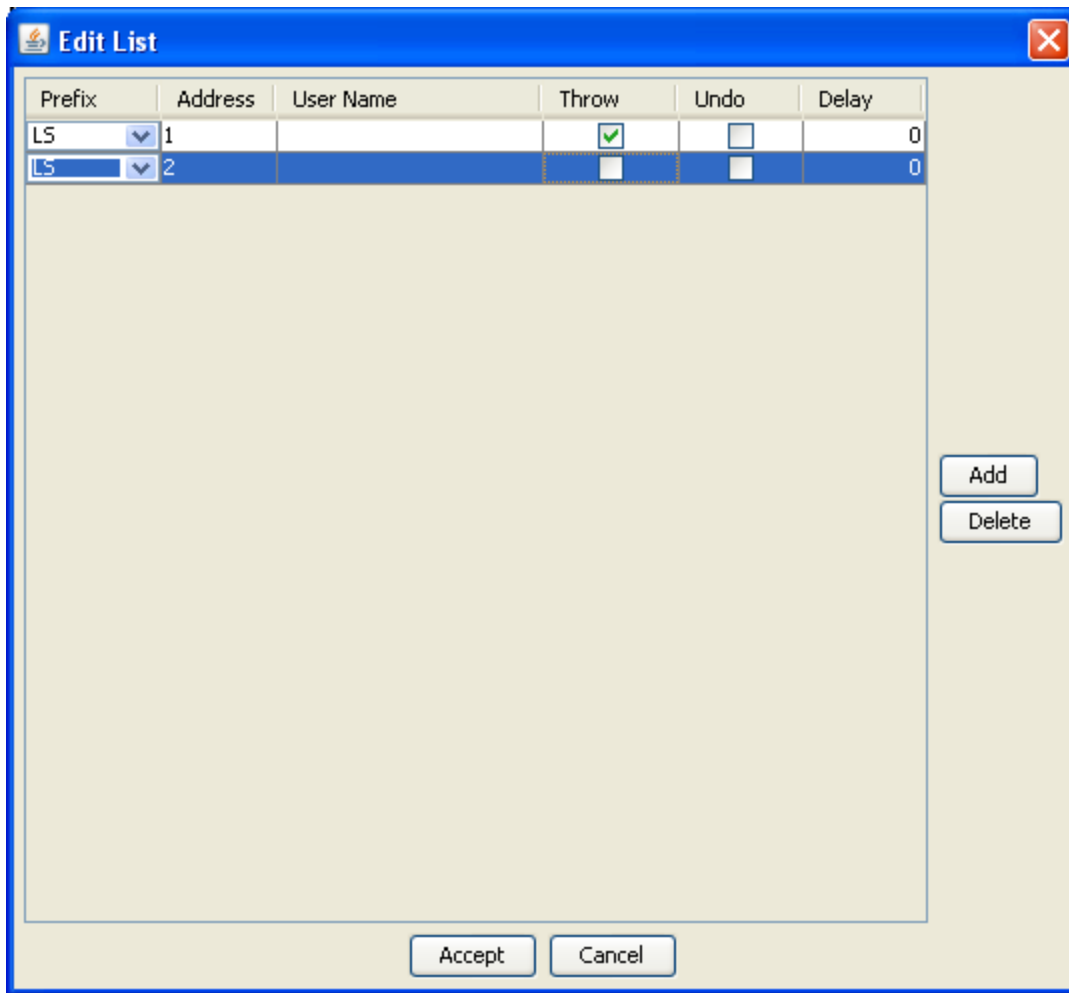 Edit List
Prefix Address User Name Throw Undo Delay
LS 1 0
LS 2 0
Add
Delete
Accept Cancel